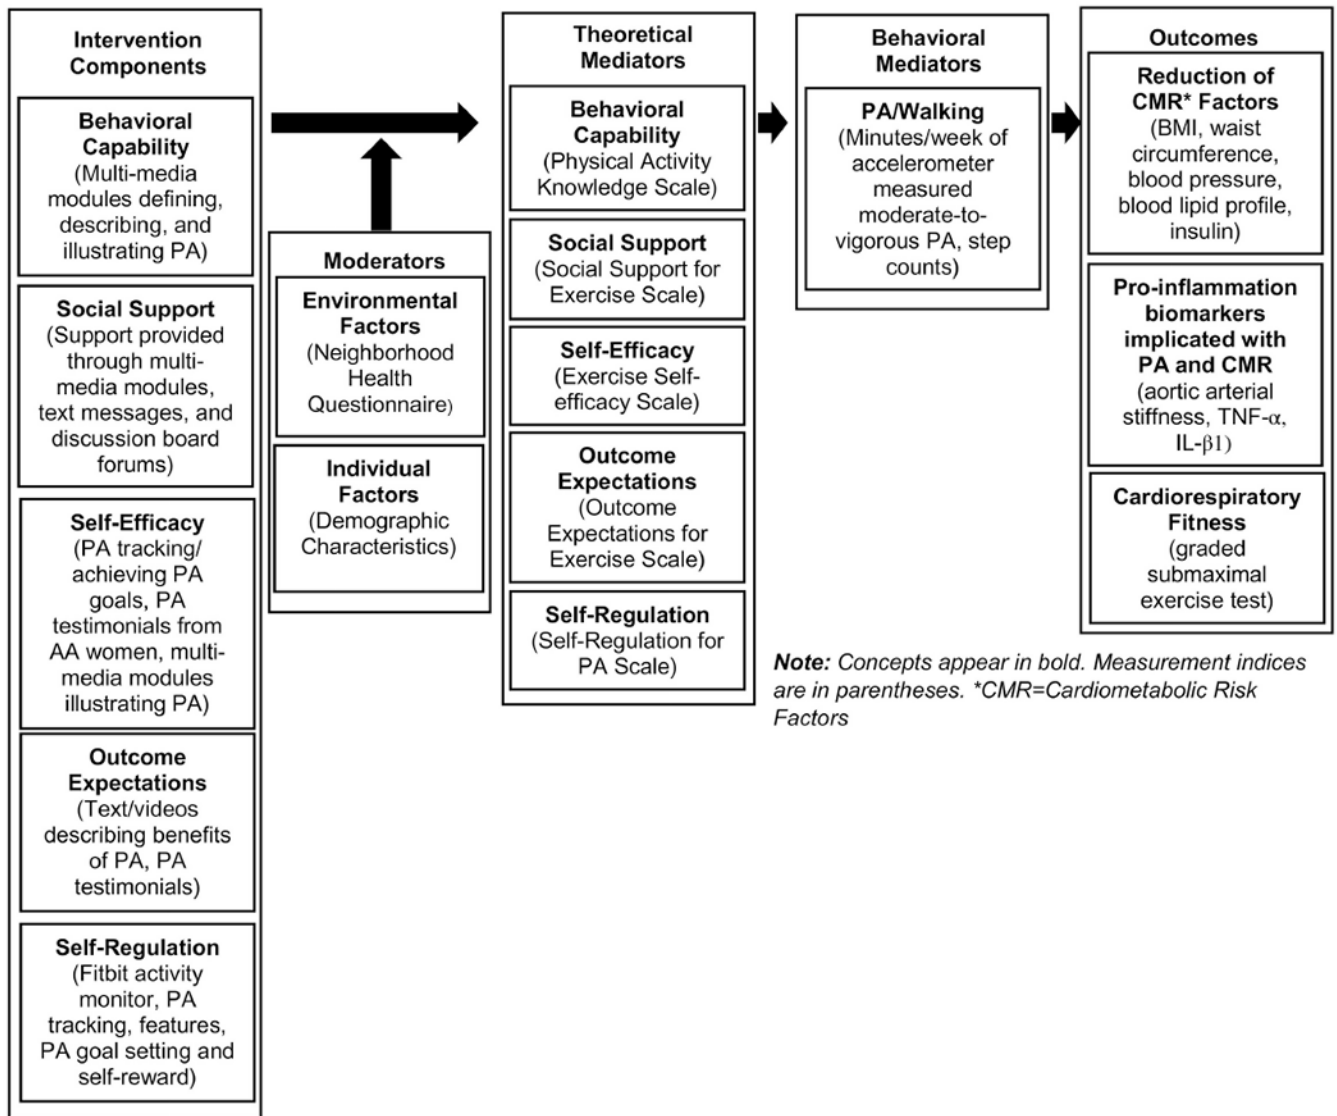 Intervention
Components
Behavioral
Capability
(Multi-media
modules defining,
describing, and
illustrating PA)
Social Support
(Support provided
through multi-
media modules,
text messages, and
discussion board
forums)
Self-Efficacy
(PA tracking/
achieving PA
goals, PA
testimonials from
AA women, multi-
media modules
illustrating PA)
Outcome
Expectations
(Text/videos
describing benefits
of PA, PA
testimonials)
Self-Regulation
(Fitbit activity
monitor, PA
tracking, features,
PA goal setting and
self-reward)
Moderators
Environmental
Factors
(Neighborhood
Health
Questionnaire)
Individual
Factors
(Demographic
Characteristics)
Theoretical
Mediators
Behavioral
Capability
(Physical Activity
Knowledge Scale)
Social Support
(Social Support for
Exercise Scale)
Self-Efficacy
(Exercise Self-
efficacy Scale)
Outcome
Expectations
(Outcome
Expectations for
Exercise Scale)
Self-Regulation
(Self-Regulation for
PA Scale)
Behavioral
Mediators
PA/Walking
(Minutes/week of
accelerometer
measured
moderate-to-
vigorous PA, step
counts)
Outcomes
Reduction of
CMR* Factors
(BMI, waist
circumference,
blood pressure,
blood lipid profile,
insulin)
Pro-inflammation
biomarkers
implicated with
PA and CMR
(aortic arterial
stiffness, TNF-α,
IL-β1)
Cardiorespiratory
Fitness
(graded
submaximal
exercise test)
Note: Concepts appear in bold. Measurement indices
are in parentheses. *CMR=Cardiometabolic Risk
Factors